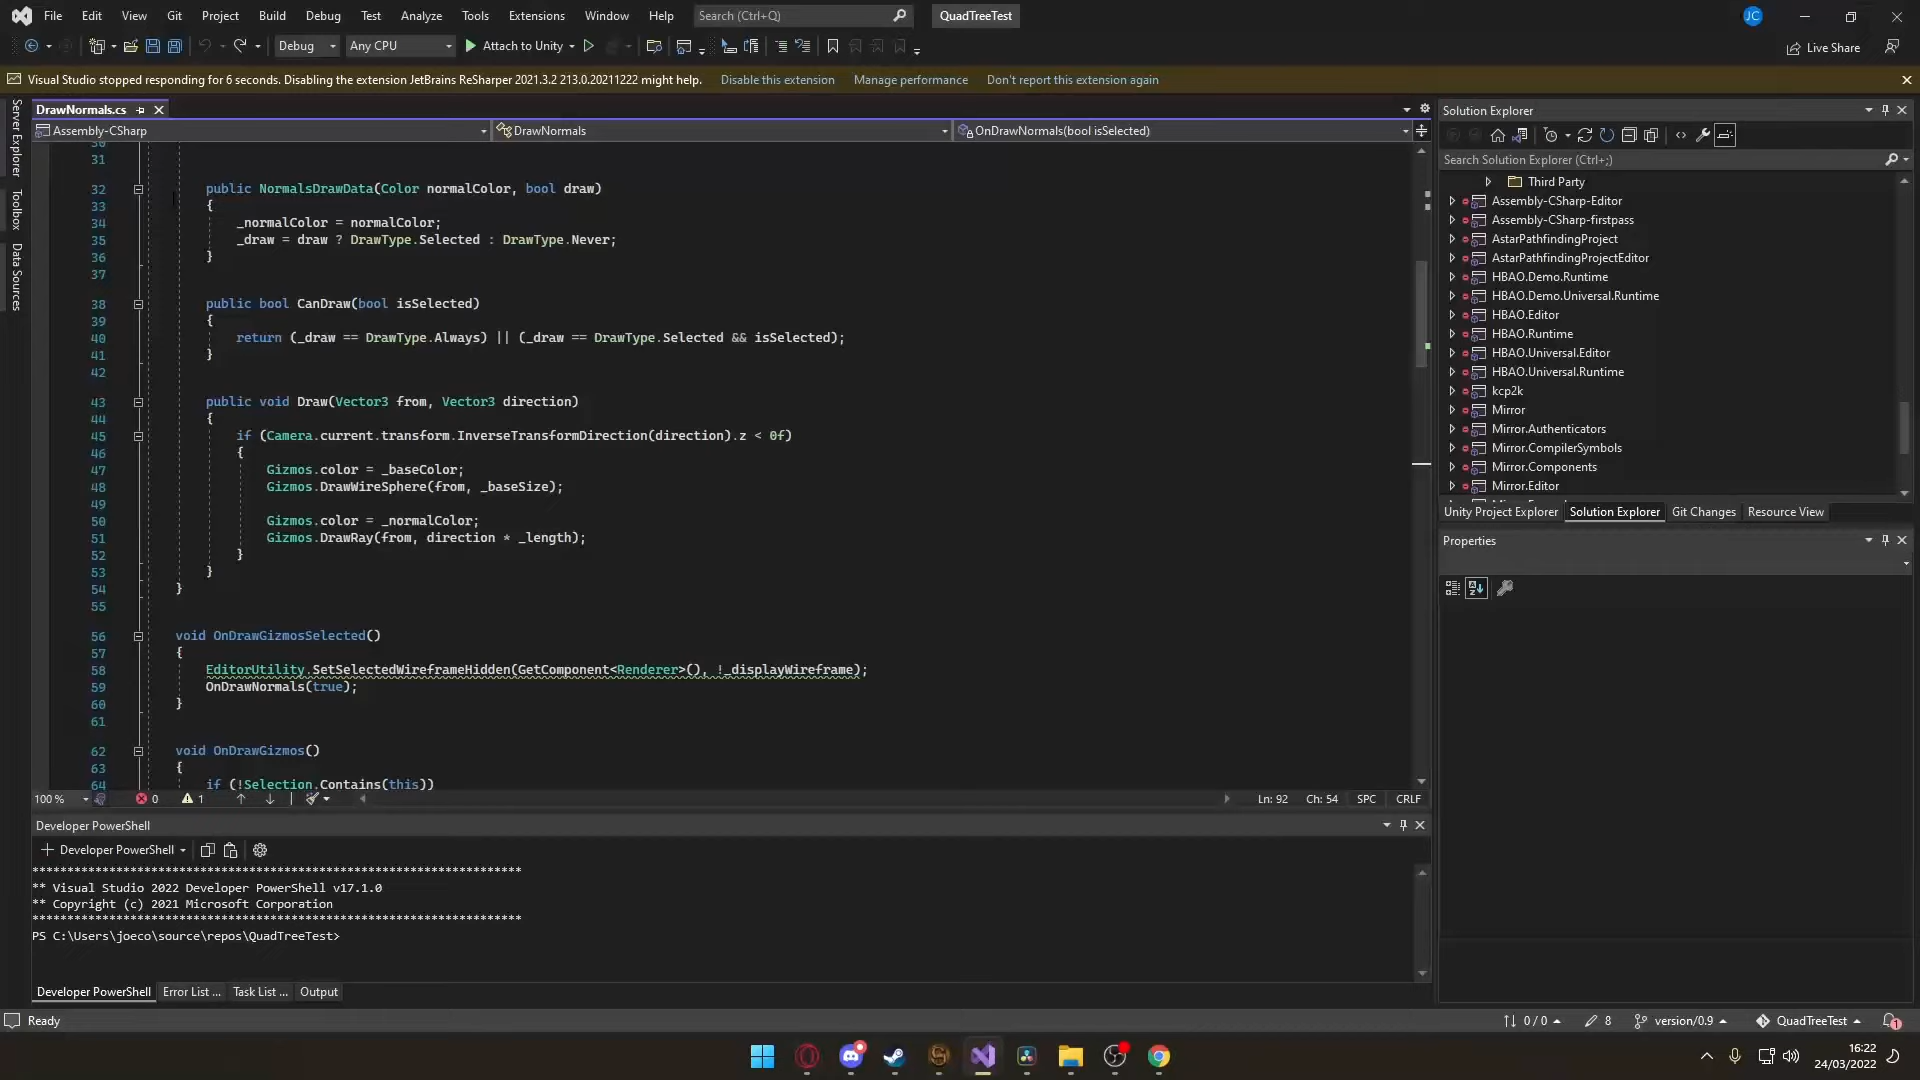 File Edit View Git Project Build Debug Test Analyze Tools Extensions Window Help Search (Ctrl+Q) QuadTreeTest JC
Debug Any CPU Attach to Unity Live Share
Visual Studio stopped responding for 6 seconds. Disabling the extension JetBrains ReSharper 2021.3.2 213.0.20211222 might help. Disable this extension Manage performance Don't report this extension again
Server Explorer
Toolbox
Data Sources
DrawNormals.cs
Assembly-CSharp DrawNormals OnDrawNormals(bool isSelected)
30
31
32 public NormalsDrawData(Color normalColor, bool draw)
33 {
34 _normalColor = normalColor;
35 _draw = draw ? DrawType.Selected : DrawType.Never;
36 }
37
38 public bool CanDraw(bool isSelected)
39 {
40 return (_draw == DrawType.Always) || (_draw == DrawType.Selected && isSelected);
41 }
42
43 public void Draw(Vector3 from, Vector3 direction)
44 {
45 if (Camera.current.transform.InverseTransformDirection(direction).z < 0f)
46 {
47 Gizmos.color = _baseColor;
48 Gizmos.DrawWireSphere(from, _baseSize);
49
50 Gizmos.color = _normalColor;
51 Gizmos.DrawRay(from, direction * _length);
52 }
53 }
54 }
55
56 void OnDrawGizmosSelected()
57 {
58 EditorUtility.SetSelectedWireframeHidden(GetComponent<Renderer>(), !_displayWireframe);
59 OnDrawNormals(true);
60 }
61
62 void OnDrawGizmos()
63 {
64 if (!Selection.Contains(this))
100 % 0 1 Ln: 92 Ch: 54 SPC CRLF
Developer PowerShell
Developer PowerShell
*******************************************************************
** Visual Studio 2022 Developer PowerShell v17.1.0
** Copyright (c) 2021 Microsoft Corporation
*******************************************************************
PS C:\Users\joeco\source\repos\QuadTreeTest>
Developer PowerShell Error List ... Task List ... Output
Solution Explorer
Search Solution Explorer (Ctrl+;)
Third Party
Assembly-CSharp-Editor
Assembly-CSharp-firstpass
AstarPathfindingProject
AstarPathfindingProjectEditor
HBAO.Demo.Runtime
HBAO.Demo.Universal.Runtime
HBAO.Editor
HBAO.Runtime
HBAO.Universal.Editor
HBAO.Universal.Runtime
kcp2k
Mirror
Mirror.Authenticators
Mirror.CompilerSymbols
Mirror.Components
Mirror.Editor
Unity Project Explorer Solution Explorer Git Changes Resource View
Properties
Ready 0 / 0 8 version/0.9 QuadTreeTest 1
16:22
24/03/2022